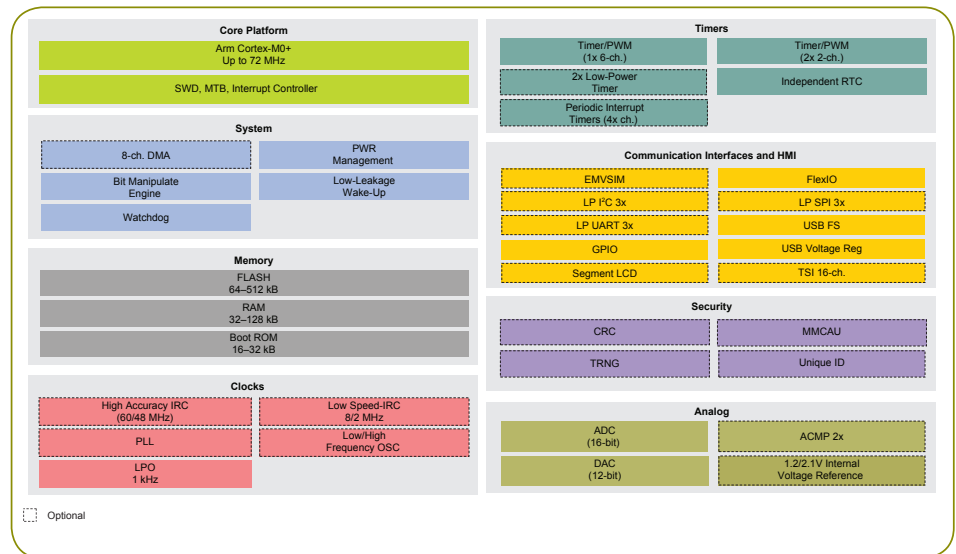 Core Platform
Arm Cortex-M0+
Up to 72 MHz
SWD, MTB, Interrupt Controller
System
8-ch. DMA
PWR
Management
Bit Manipulate
Engine
Low-Leakage
Wake-Up
Watchdog
Memory
FLASH
64–512 kB
RAM
32–128 kB
Boot ROM
16–32 kB
Clocks
High Accuracy IRC
(60/48 MHz)
Low Speed-IRC
8/2 MHz
PLL
Low/High
Frequency OSC
LPO
1 kHz
Timers
Timer/PWM
(1x 6-ch.)
Timer/PWM
(2x 2-ch.)
2x Low-Power
Timer
Independent RTC
Periodic Interrupt
Timers (4x ch.)
Communication Interfaces and HMI
EMVSIM
FlexIO
LP I²C 3x
LP SPI 3x
LP UART 3x
USB FS
GPIO
USB Voltage Reg
Segment LCD
TSI 16-ch.
Security
CRC
MMCAU
TRNG
Unique ID
Analog
ADC
(16-bit)
ACMP 2x
DAC
(12-bit)
1.2/2.1V Internal
Voltage Reference
Optional